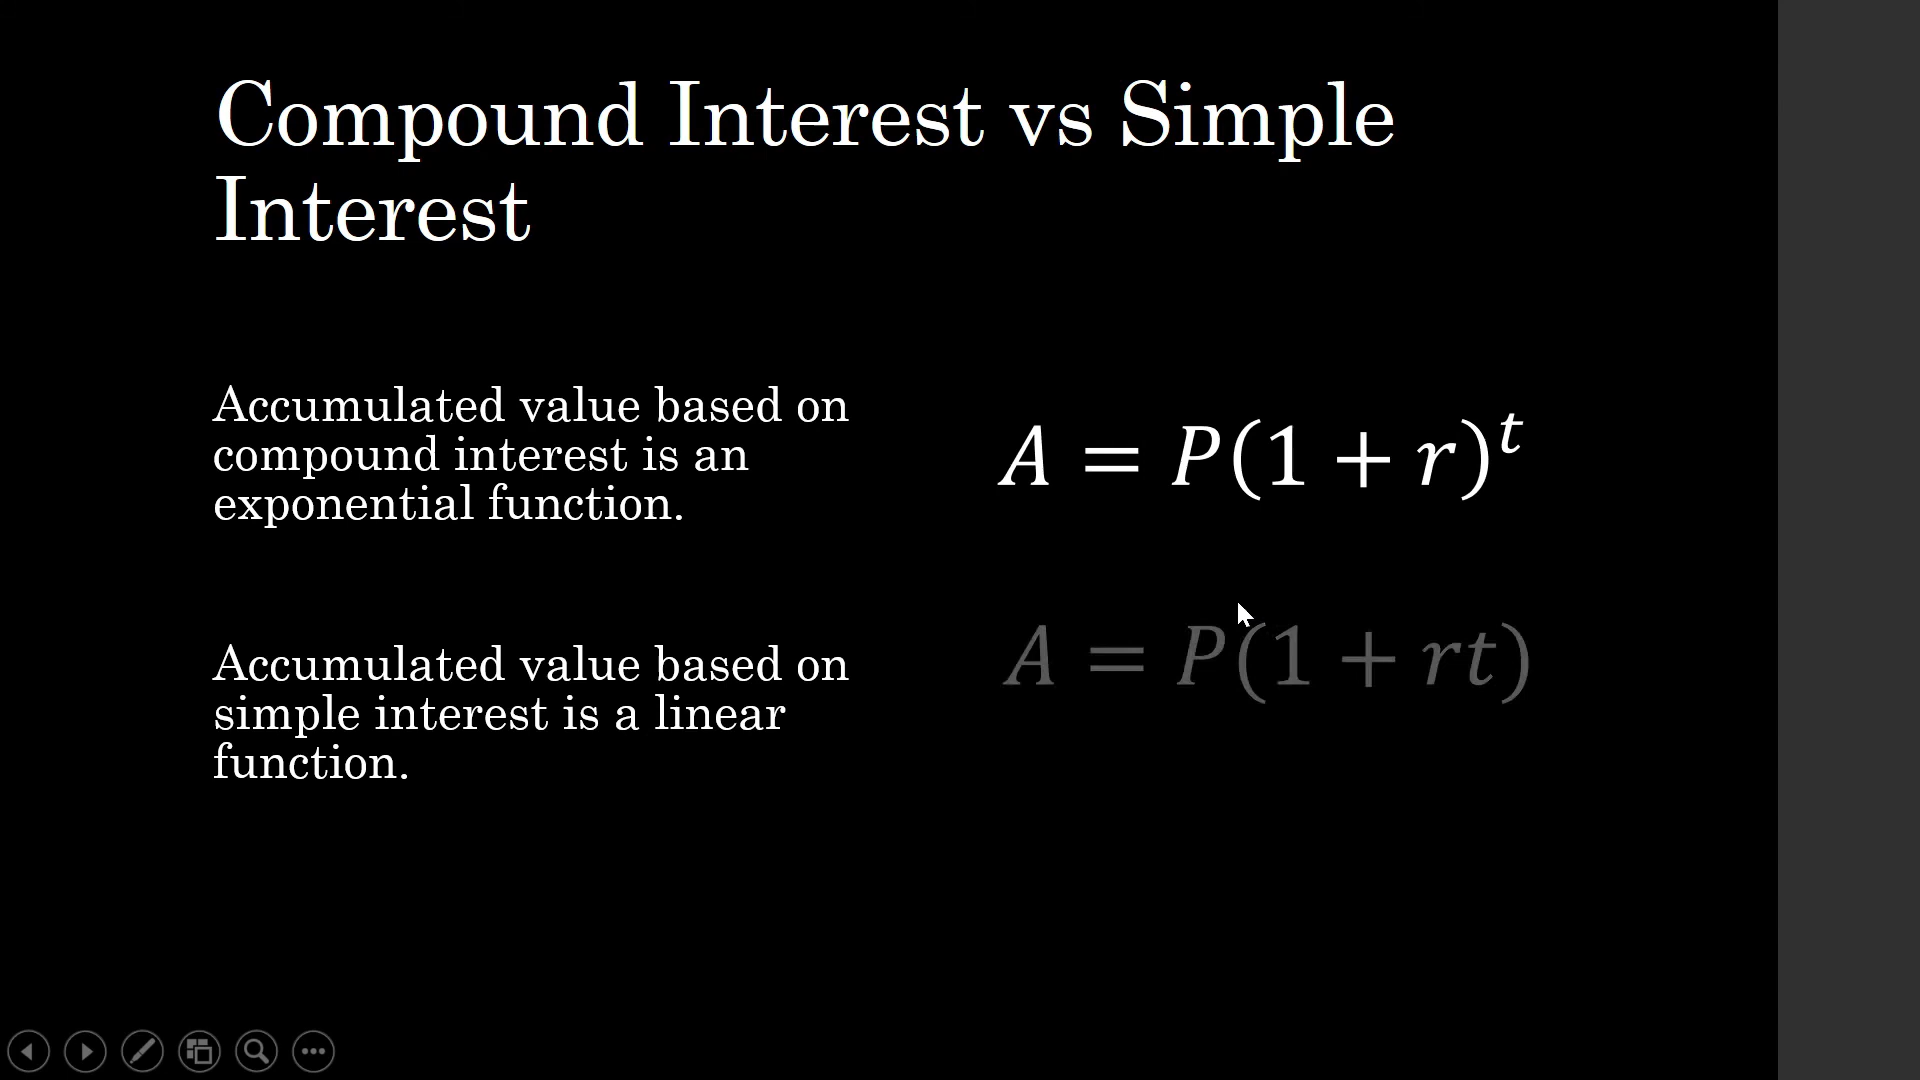 Compound Interest vs Simple
Interest
Accumulated value based on
compound interest is an
exponential function.
A = P(1 + r)^t
Accumulated value based on
simple interest is a linear
function.
A = P(1 + rt)